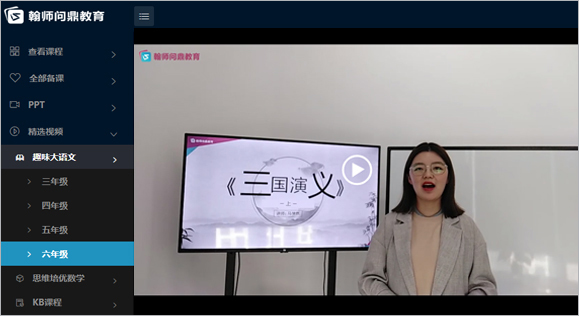 翰师问鼎教育
查看课程
全部备课
PPT
精选视频
趣味大语文
三年级
四年级
五年级
六年级
思维培优数学
KB课程
翰师问鼎教育
《三国演义》
-上-